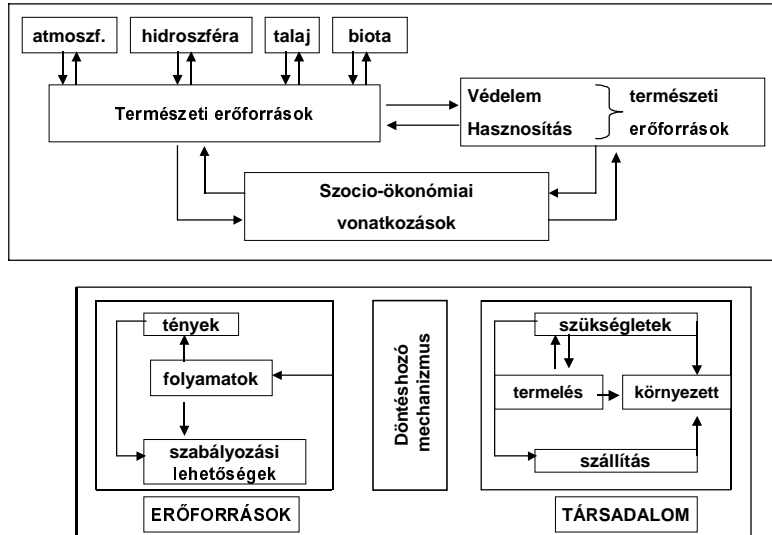 atmoszf.
hidroszféra
talaj
biota
Természeti erőforrások
Védelem
Hasznosítás
természeti
erőforrások
Szocio-ökónómiai
vonatkozások
tények
folyamatok
szabályozási
lehetőségek
ERŐFORRÁSOK
Döntéshozó
mechanizmus
szükségletek
termelés
környezett
szállítás
TÁRSADALOM